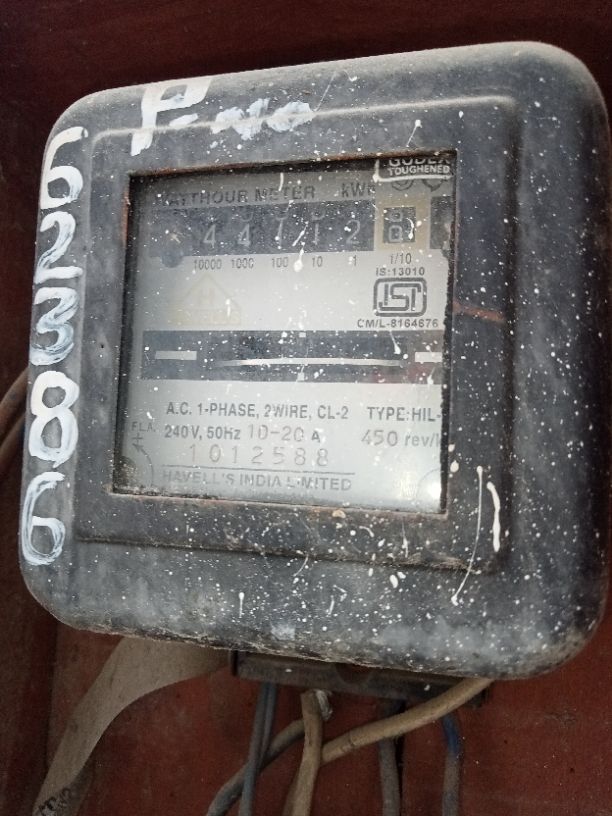 P-
62386
GODEX
TOUGHENED
WATTHOUR METER kWh
4 4 1 1 2
10000 1000 100 10 1 1/10
IS:13010
ISI
CM/L-8164676
A.C. 1-PHASE, 2WIRE, CL-2 TYPE:HIL-
240V, 50Hz 10-20 A 450 rev/k
1012588
HAVELL'S INDIA LIMITED